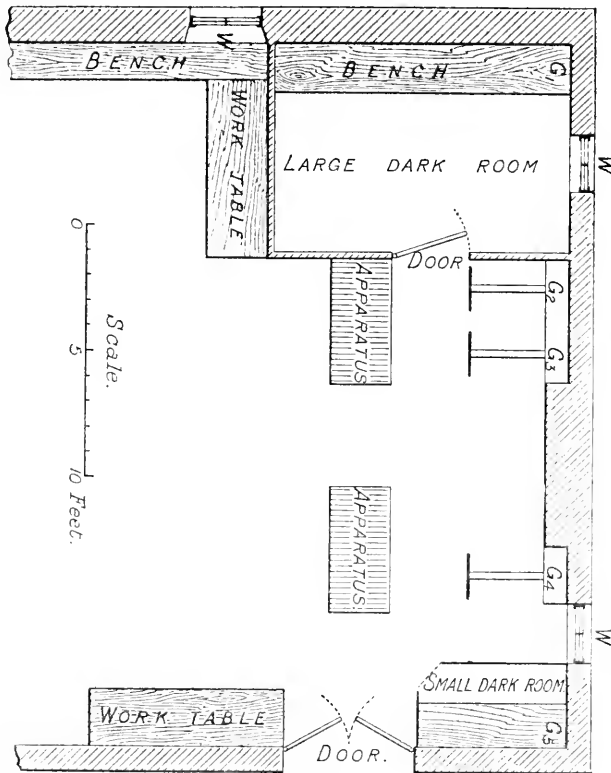 W
BENCH
BENCH
G1
W
WORK TABLE
LARGE DARK ROOM
DOOR
G2
APPARATUS
G3
0
5
10 Feet.
Scale.
APPARATUS
G4
W
SMALL DARK ROOM
WORK TABLE
G5
DOOR.